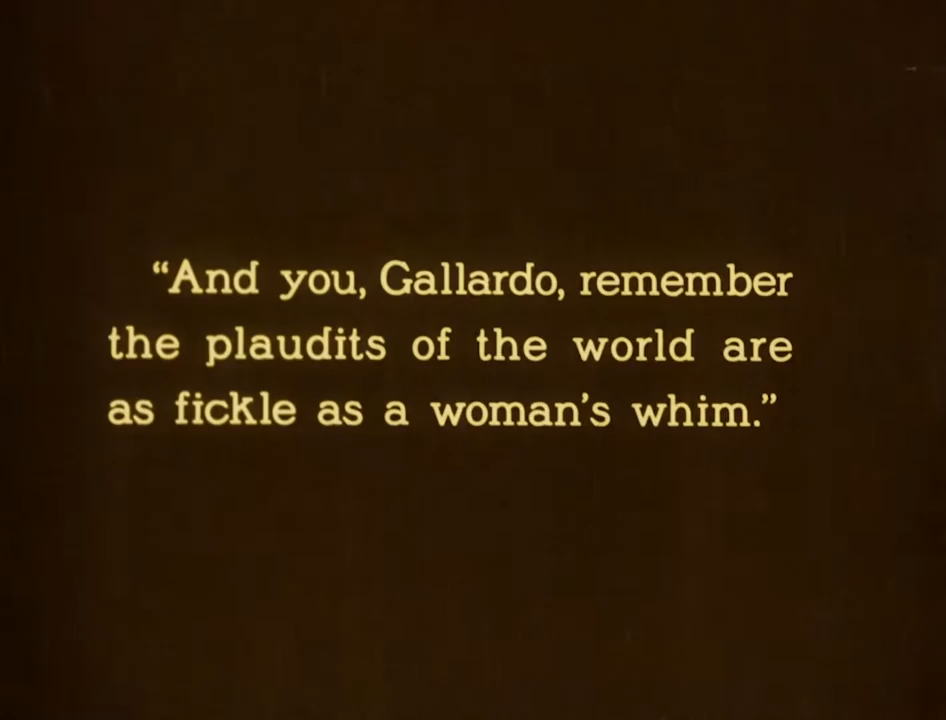 “And you, Gallardo, remember
the plaudits of the world are
as fickle as a woman’s whim.”